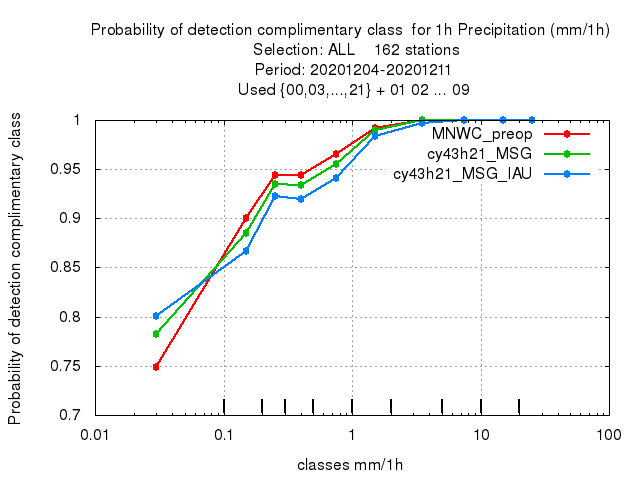 Probability of detection complimentary class  for 1h Precipitation (mm/1h)
Selection: ALL    162 stations
Period: 20201204-20201211
Used {00,03,...,21} + 01 02 ... 09
Probability of detection complimentary class
1
0.95
0.9
0.85
0.8
0.75
0.7
MNWC_preop
cy43h21_MSG
cy43h21_MSG_IAU
0.01
0.1
1
10
100
classes mm/1h